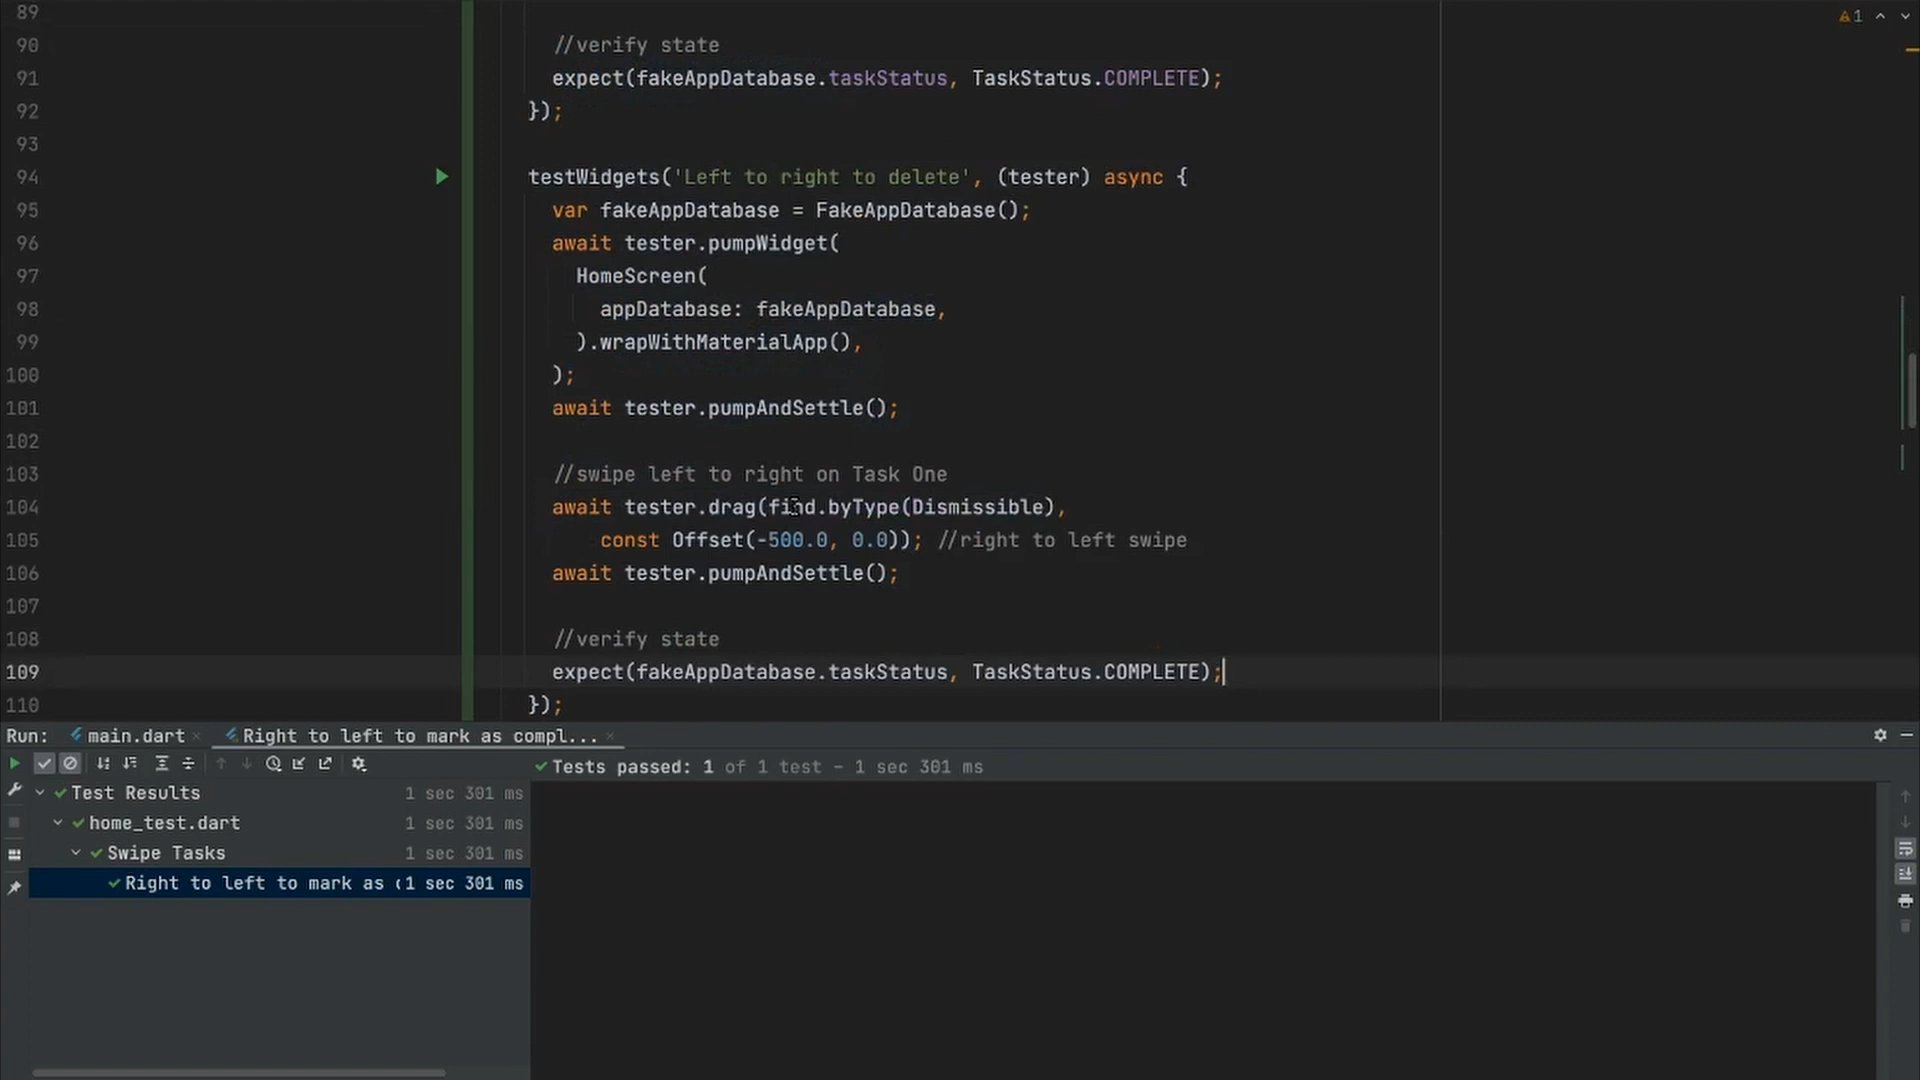 89
90 //verify state
91 expect(fakeAppDatabase.taskStatus, TaskStatus.COMPLETE);
92 });
93
94 testWidgets('Left to right to delete', (tester) async {
95 var fakeAppDatabase = FakeAppDatabase();
96 await tester.pumpWidget(
97 HomeScreen(
98 appDatabase: fakeAppDatabase,
99 ).wrapWithMaterialApp(),
100 );
101 await tester.pumpAndSettle();
102
103 //swipe left to right on Task One
104 await tester.drag(find.byType(Dismissible),
105 const Offset(-500.0, 0.0)); //right to left swipe
106 await tester.pumpAndSettle();
107
108 //verify state
109 expect(fakeAppDatabase.taskStatus, TaskStatus.COMPLETE);
110 });
1
Run: main.dart Right to left to mark as compl...
Tests passed: 1 of 1 test – 1 sec 301 ms
Test Results 1 sec 301 ms
home_test.dart 1 sec 301 ms
Swipe Tasks 1 sec 301 ms
Right to left to mark as 1 sec 301 ms